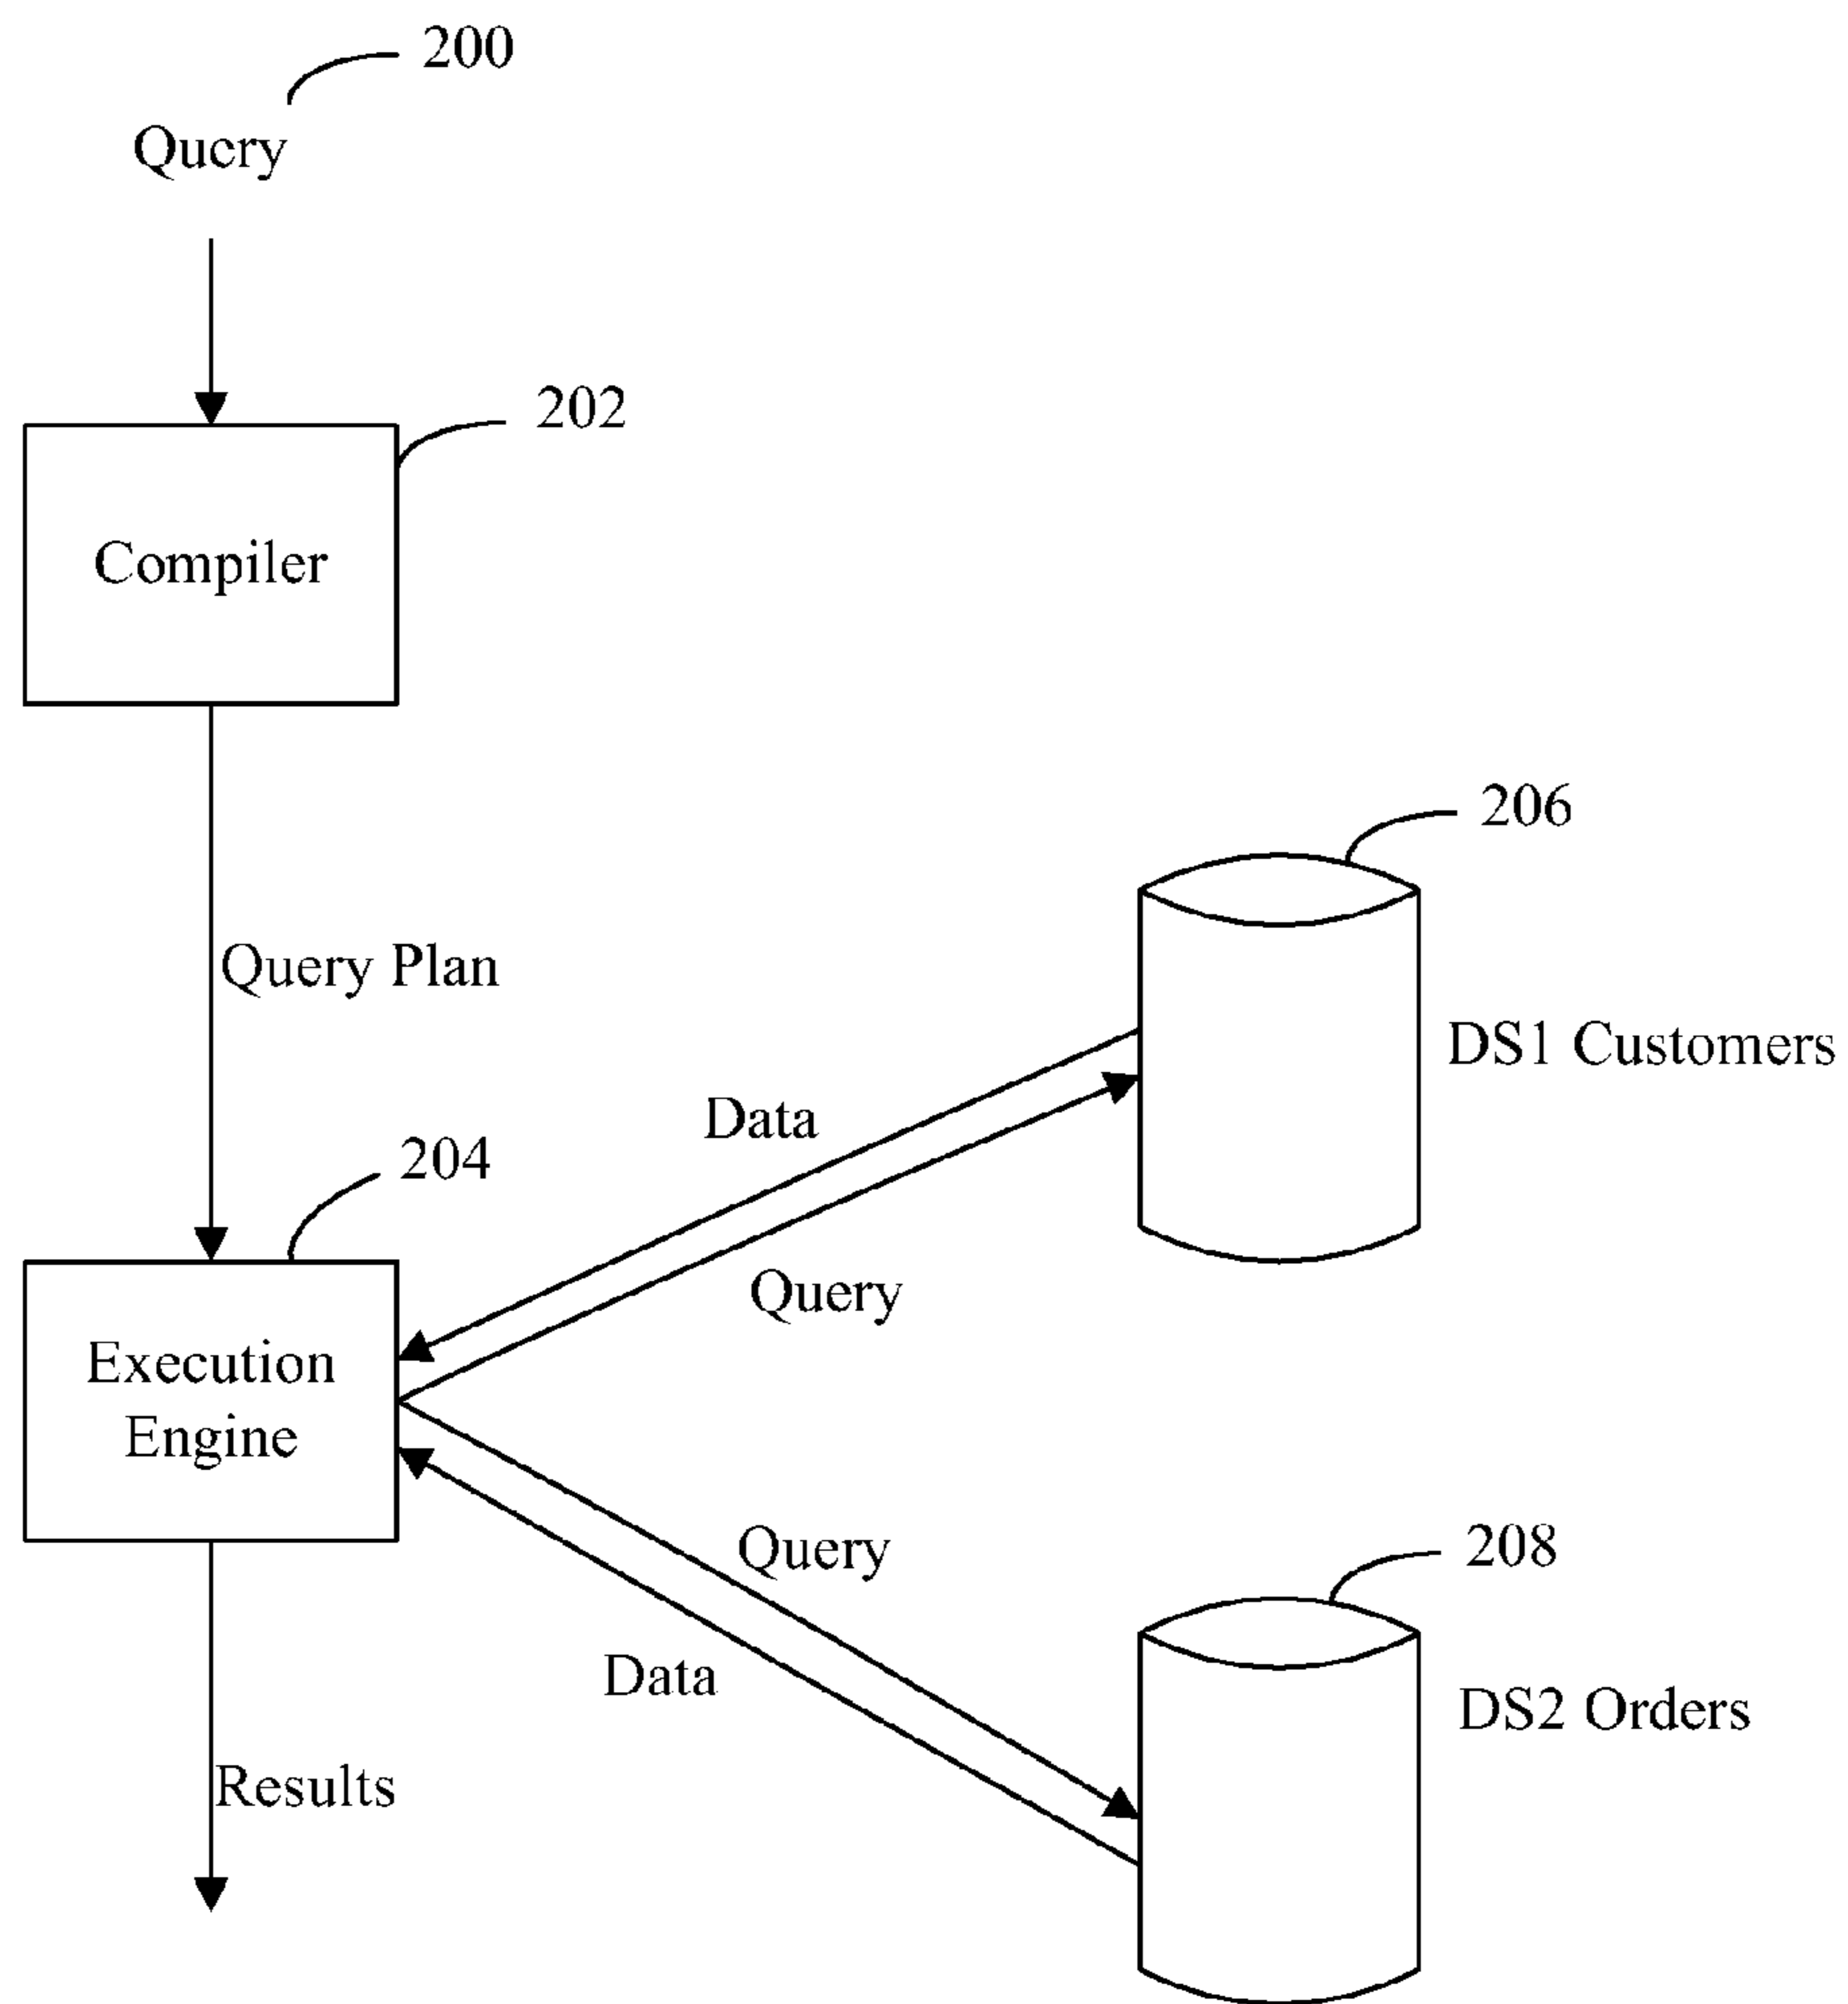 200
Query
202
Compiler
206
Query Plan
DS1 Customers
Data
204
Query
Execution
Engine
208
Query
Data
DS2 Orders
Results